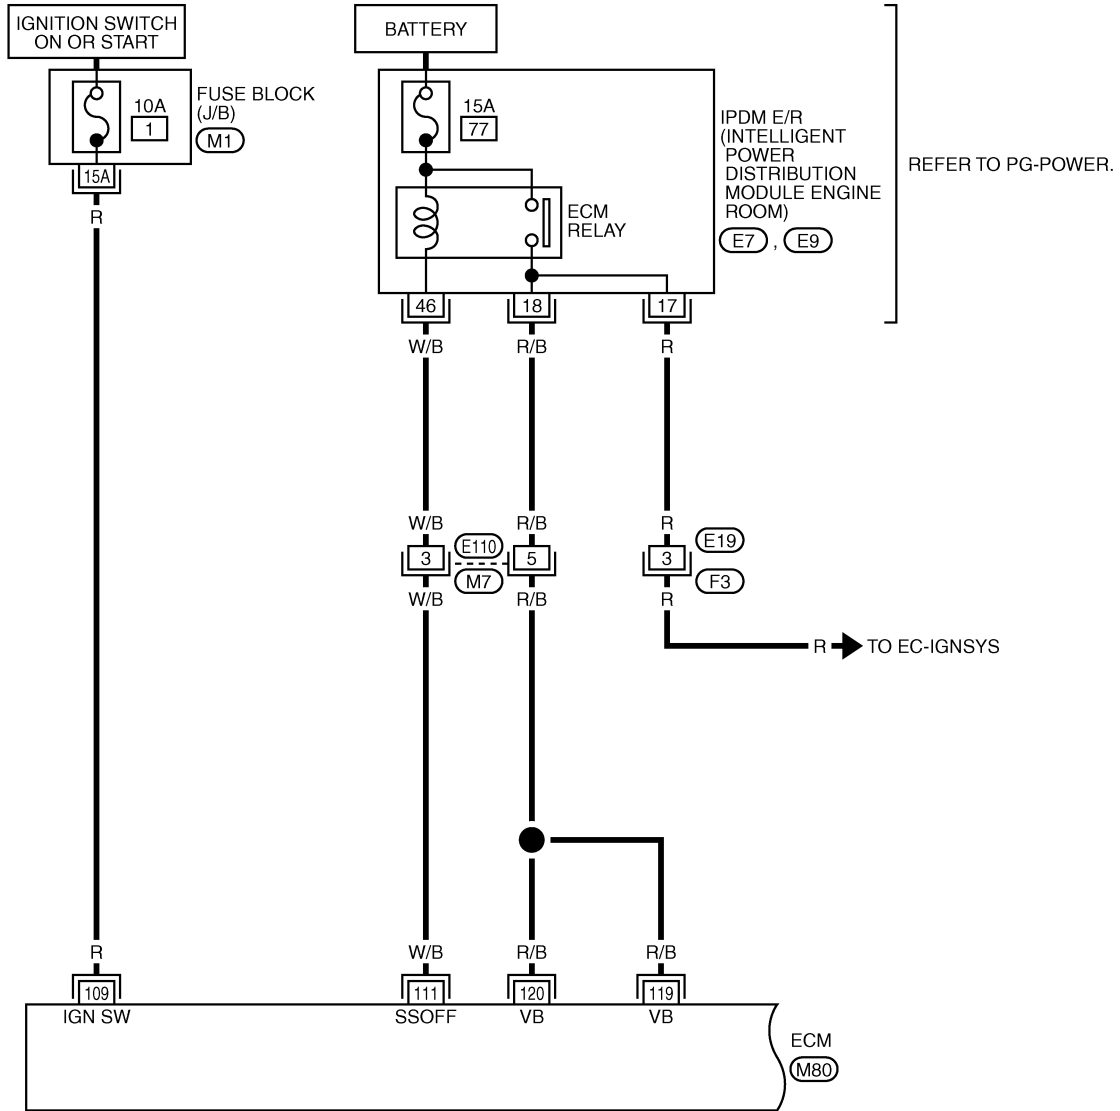 IGNITION SWITCH
ON OR START
BATTERY
10A
1
FUSE BLOCK
(J/B)
M1
15A
77
IPDM E/R
(INTELLIGENT
POWER
DISTRIBUTION
MODULE ENGINE
ROOM)
E7 , E9
REFER TO PG-POWER.
15A
R
ECM
RELAY
46
18
17
W/B
R/B
R
W/B
R/B
R
3
E110
M7
5
3
E19
F3
W/B
R/B
R
R
TO EC-IGNSYS
R
W/B
R/B
R/B
109
111
120
119
IGN SW
SSOFF
VB
VB
ECM
M80